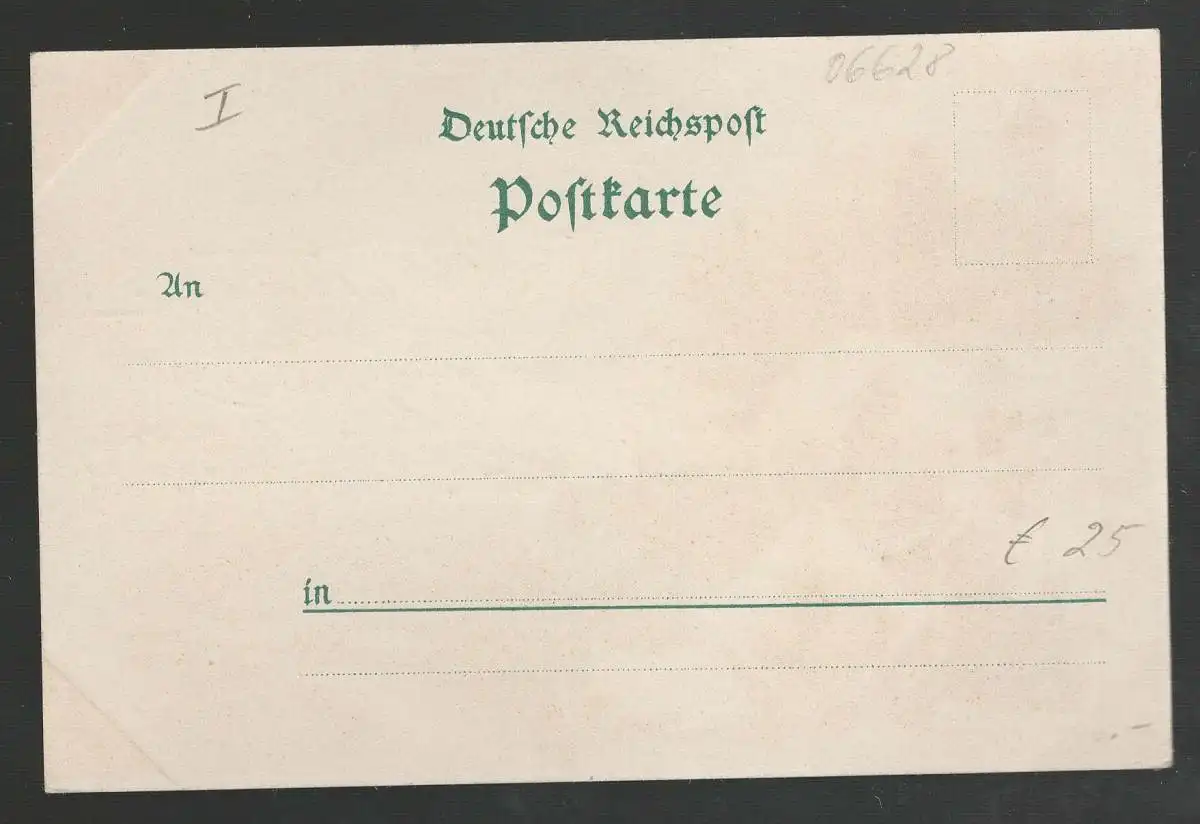 06628
I
Deutſche Reichspoſt
Poſtkarte
An
€ 25
in